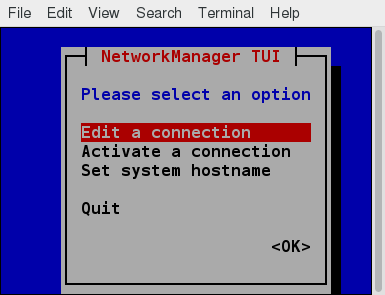 File Edit View Search Terminal Help
NetworkManager TUI
Please select an option
Edit a connection
Activate a connection
Set system hostname
Quit
<OK>